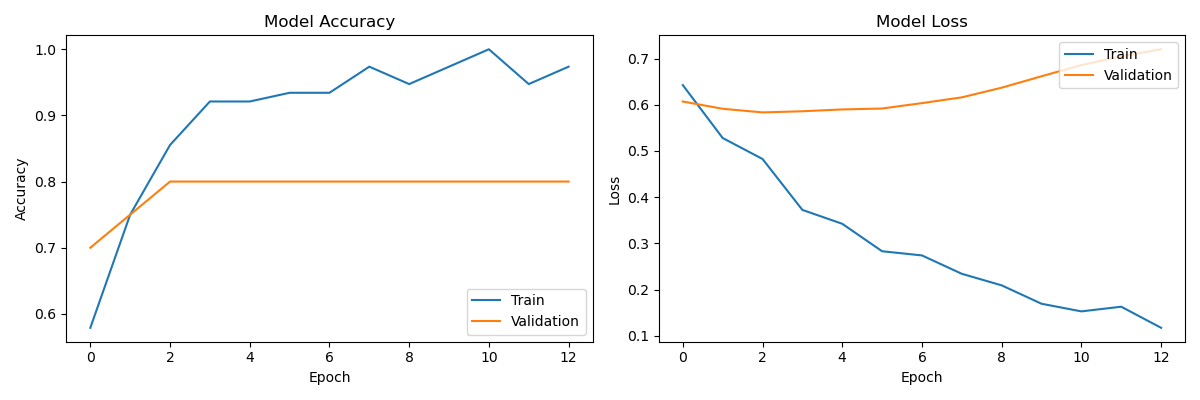 Model Accuracy
1.0
0.9
0.8
0.7
0.6
Accuracy
0 2 4 6 8 10 12
Epoch
Train
Validation
Model Loss
0.7
0.6
0.5
0.4
0.3
0.2
0.1
Loss
0 2 4 6 8 10 12
Epoch
Train
Validation